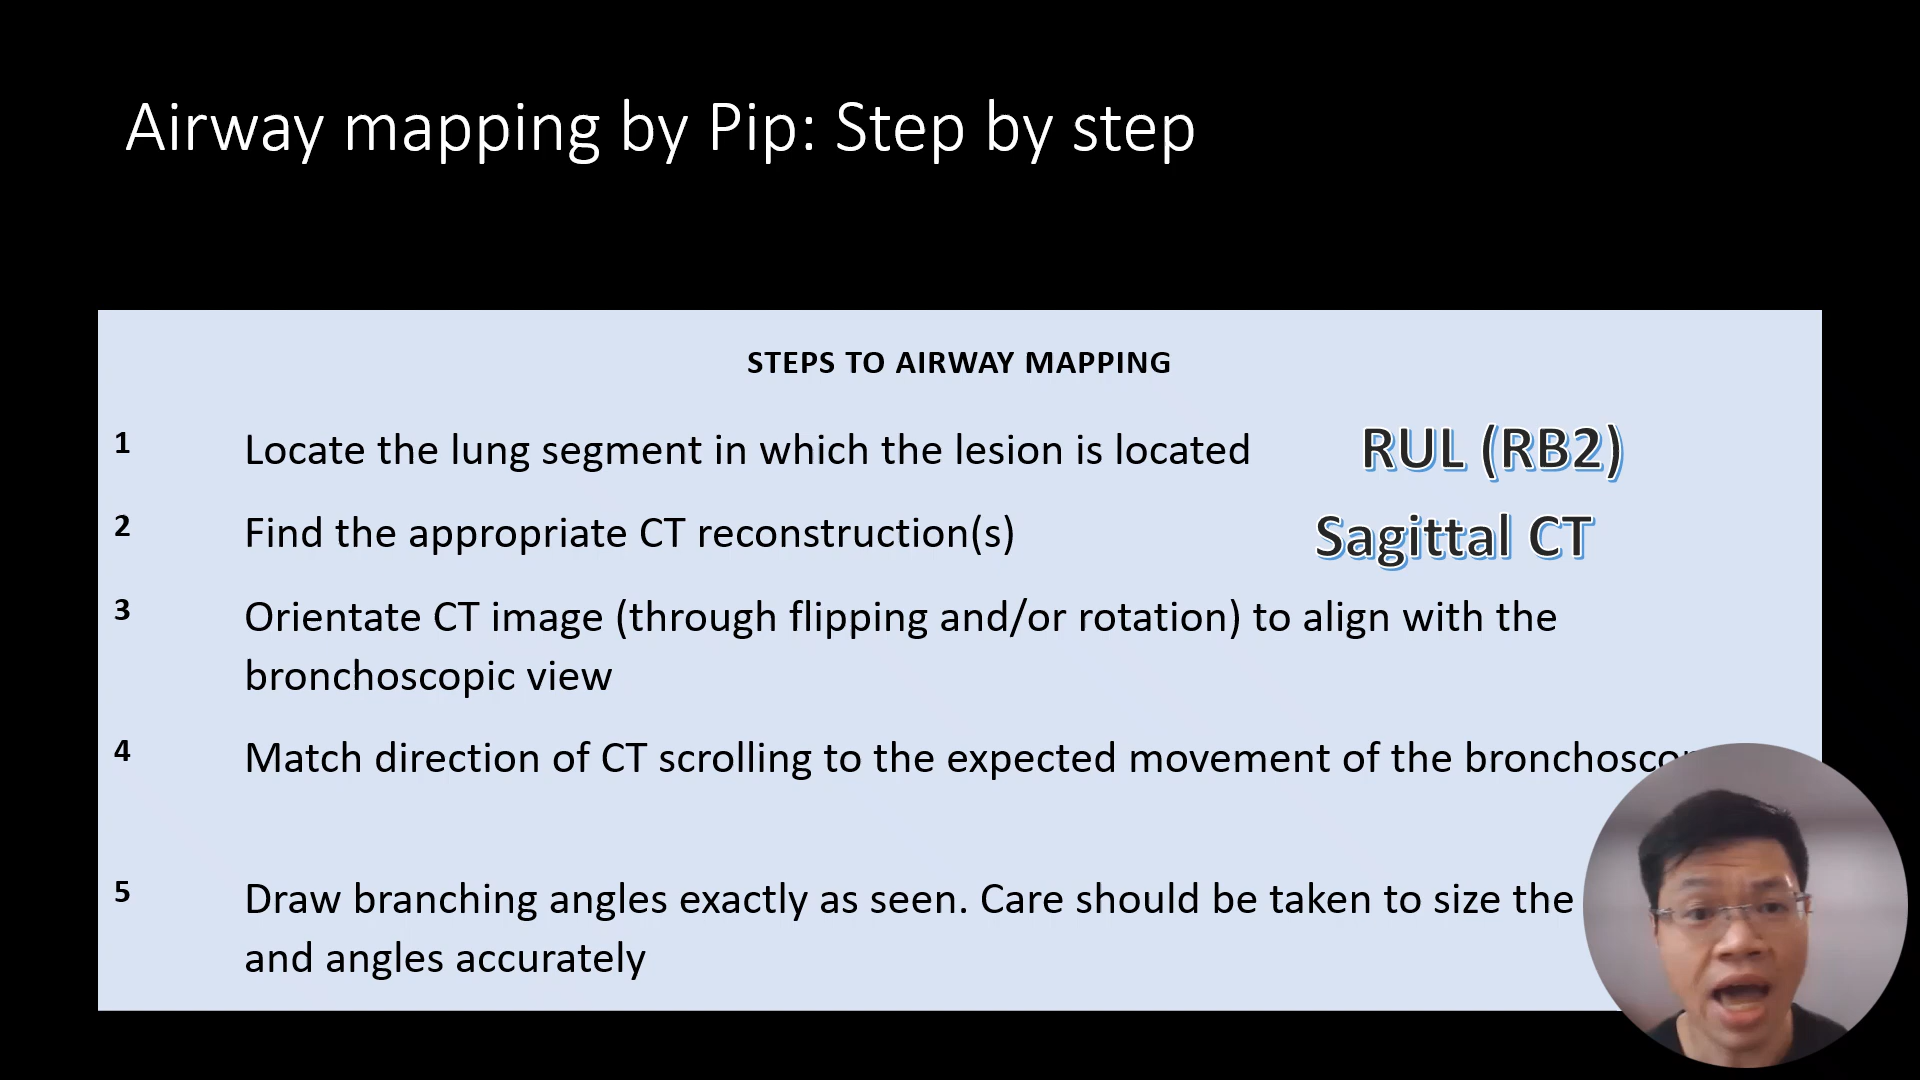 Airway mapping by Pip: Step by step
STEPS TO AIRWAY MAPPING
1 Locate the lung segment in which the lesion is located RUL (RB2)
2 Find the appropriate CT reconstruction(s) Sagittal CT
3 Orientate CT image (through flipping and/or rotation) to align with the
bronchoscopic view
4 Match direction of CT scrolling to the expected movement of the
5 Draw branching angles exactly as seen. Care should be taken to size the
and angles accurately